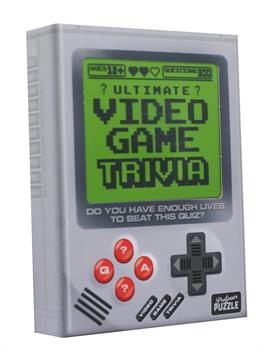 AGES 12+ QUESTIONS 300
? ULTIMATE ?
VIDEO
GAME
TRIVIA
DO YOU HAVE ENOUGH LIVES
TO BEAT THIS QUIZ?
?
Q A
?
VIDEO GAME TRIVIA
Professor
PUZZLE